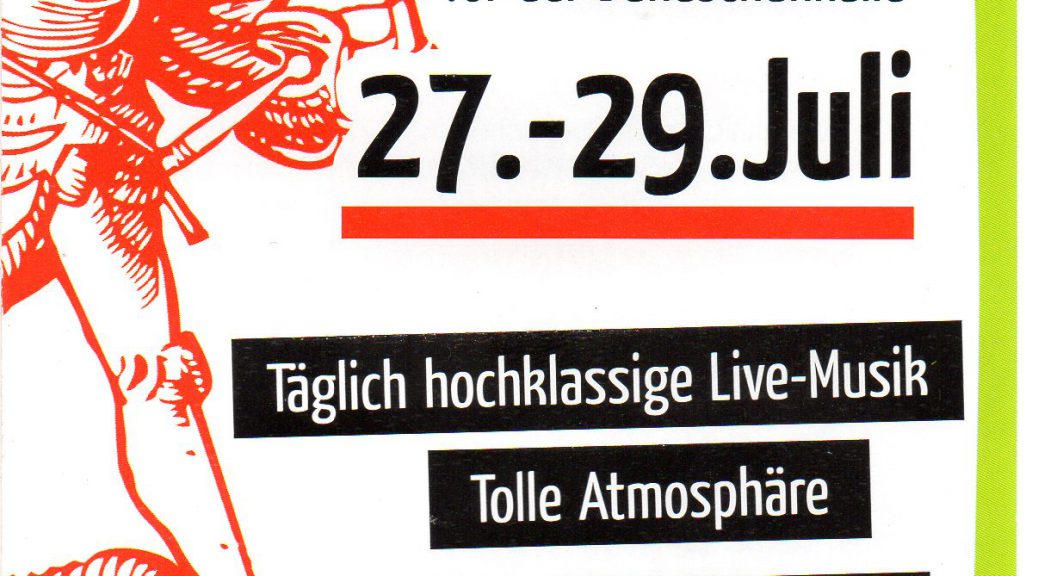 27.-29.Juli
Täglich hochklassige Live-Musik
Tolle Atmosphäre